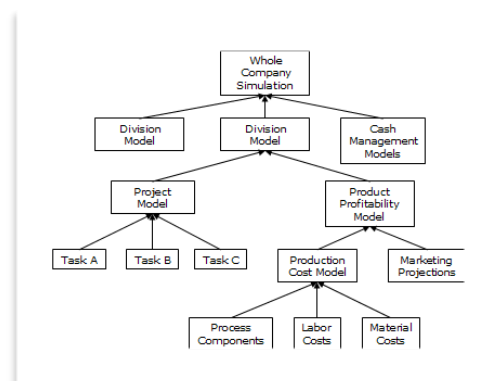 Whole
Company
Simulation
Division
Model
Division
Model
Cash
Management
Models
Project
Model
Product
Profitability
Model
Task A
Task B
Task C
Production
Cost Model
Marketing
Projections
Process
Components
Labor
Costs
Material
Costs